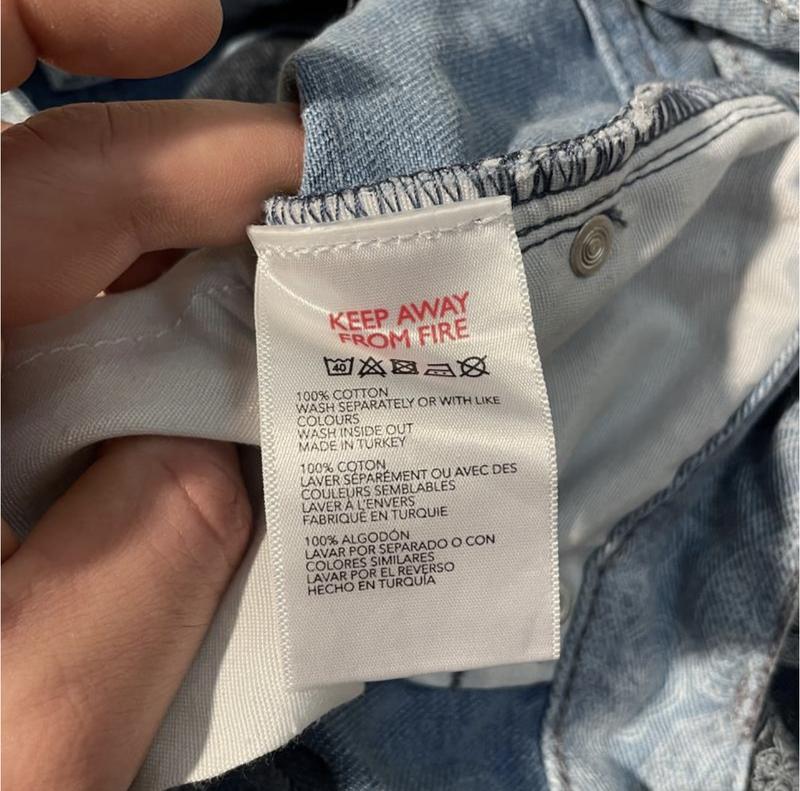 KEEP AWAY
FROM FIRE
40
100% COTTON
WASH SEPARATELY OR WITH LIKE
COLOURS
WASH INSIDE OUT
MADE IN TURKEY
100% COTON
LAVER SÉPARÉMENT OU AVEC DES
COULEURS SEMBLABLES
LAVER À L'ENVERS
FABRIQUÉ EN TURQUIE
100% ALGODÓN
LAVAR POR SEPARADO O CON
COLORES SIMILARES
LAVAR POR EL REVERSO
HECHO EN TURQUÍA